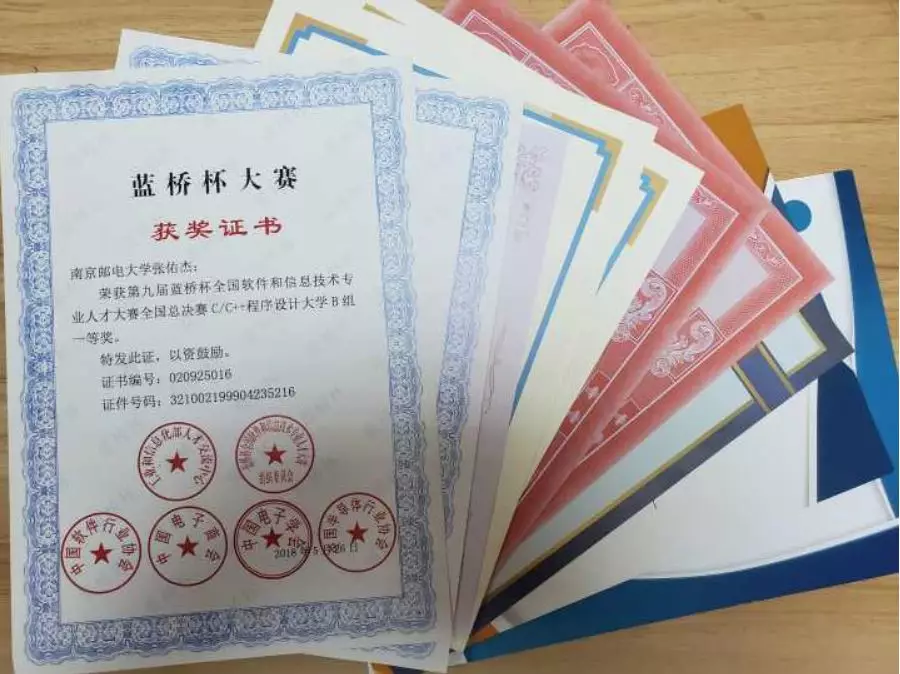 蓝桥杯大赛
获奖证书
南京邮电大学张佑杰:
荣获第九届蓝桥杯全国软件和信息技术专
业人才大赛全国总决赛 C/C++程序设计大学 B 组
一等奖。
特发此证,以资鼓励。
证书编号:020925016
证件号码:321002199904235216
工业和信息化部人才交流中心
组织委员会
中国软件行业协会
中国电子商会
中国电子学会
中国半导体行业协会
2018 年 5 月 26 日